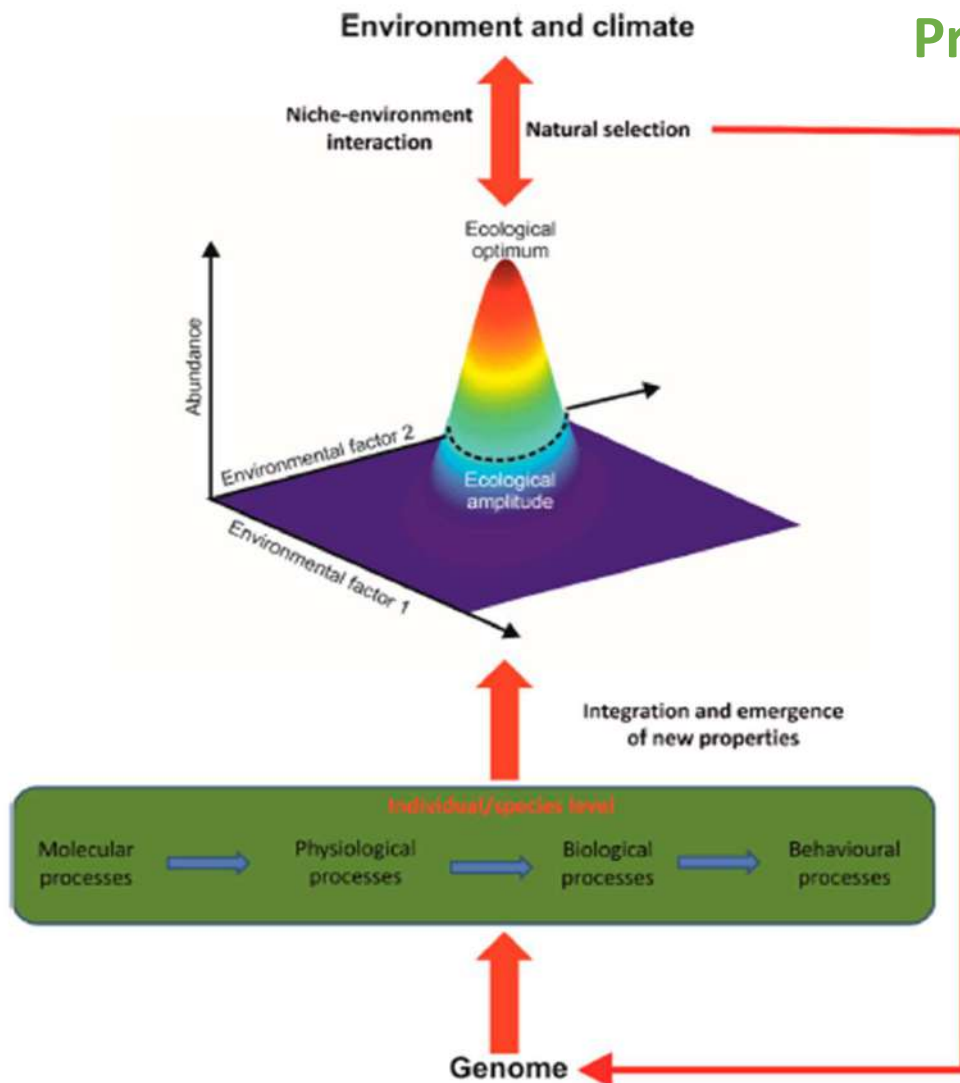 Environment and climate
Pr
Niche-environment
interaction
Natural selection
Ecological
optimum
Abundance
Environmental factor 2
Ecological
amplitude
Environmental factor 1
Integration and emergence
of new properties
Individual/species level
Molecular
processes
Physiological
processes
Biological
processes
Behavioural
processes
Genome